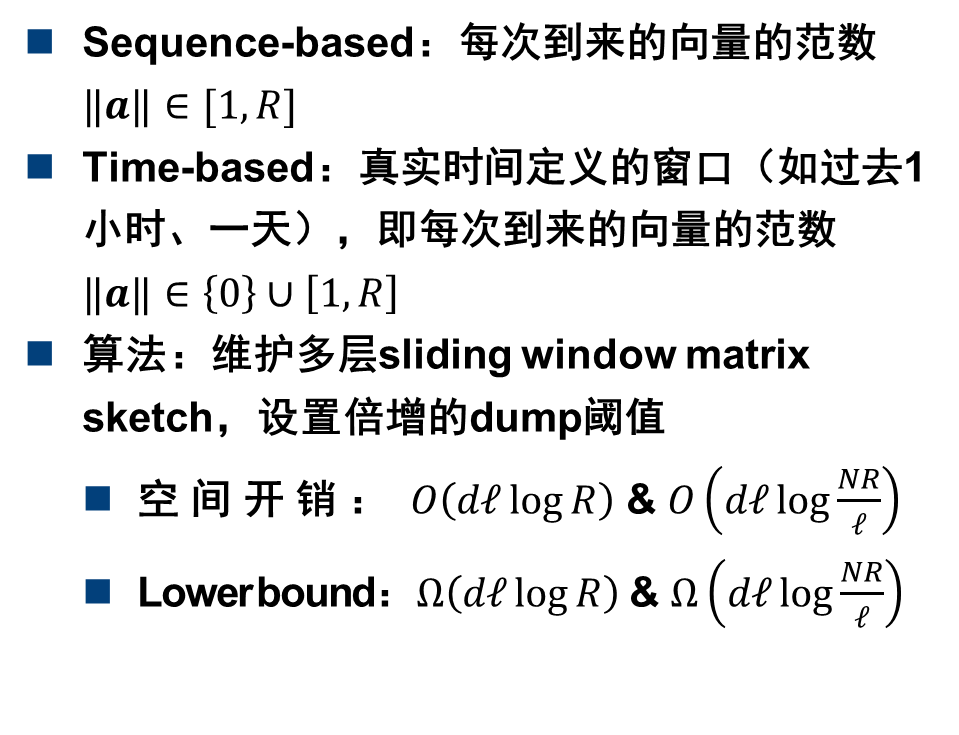 Sequence-based：每次到来的向量的范数
‖𝒂‖ ∈ [1, 𝑅]
Time-based：真实时间定义的窗口（如过去1
小时、一天），即每次到来的向量的范数
‖𝒂‖ ∈ {0} ∪ [1, 𝑅]
算法：维护多层sliding window matrix
sketch，设置倍增的dump阈值
空间开销： 𝑂(𝑑ℓ log 𝑅) & 𝑂(𝑑ℓ log 𝑁𝑅/ℓ)
Lower bound：Ω(𝑑ℓ log 𝑅) & Ω(𝑑ℓ log 𝑁𝑅/ℓ)